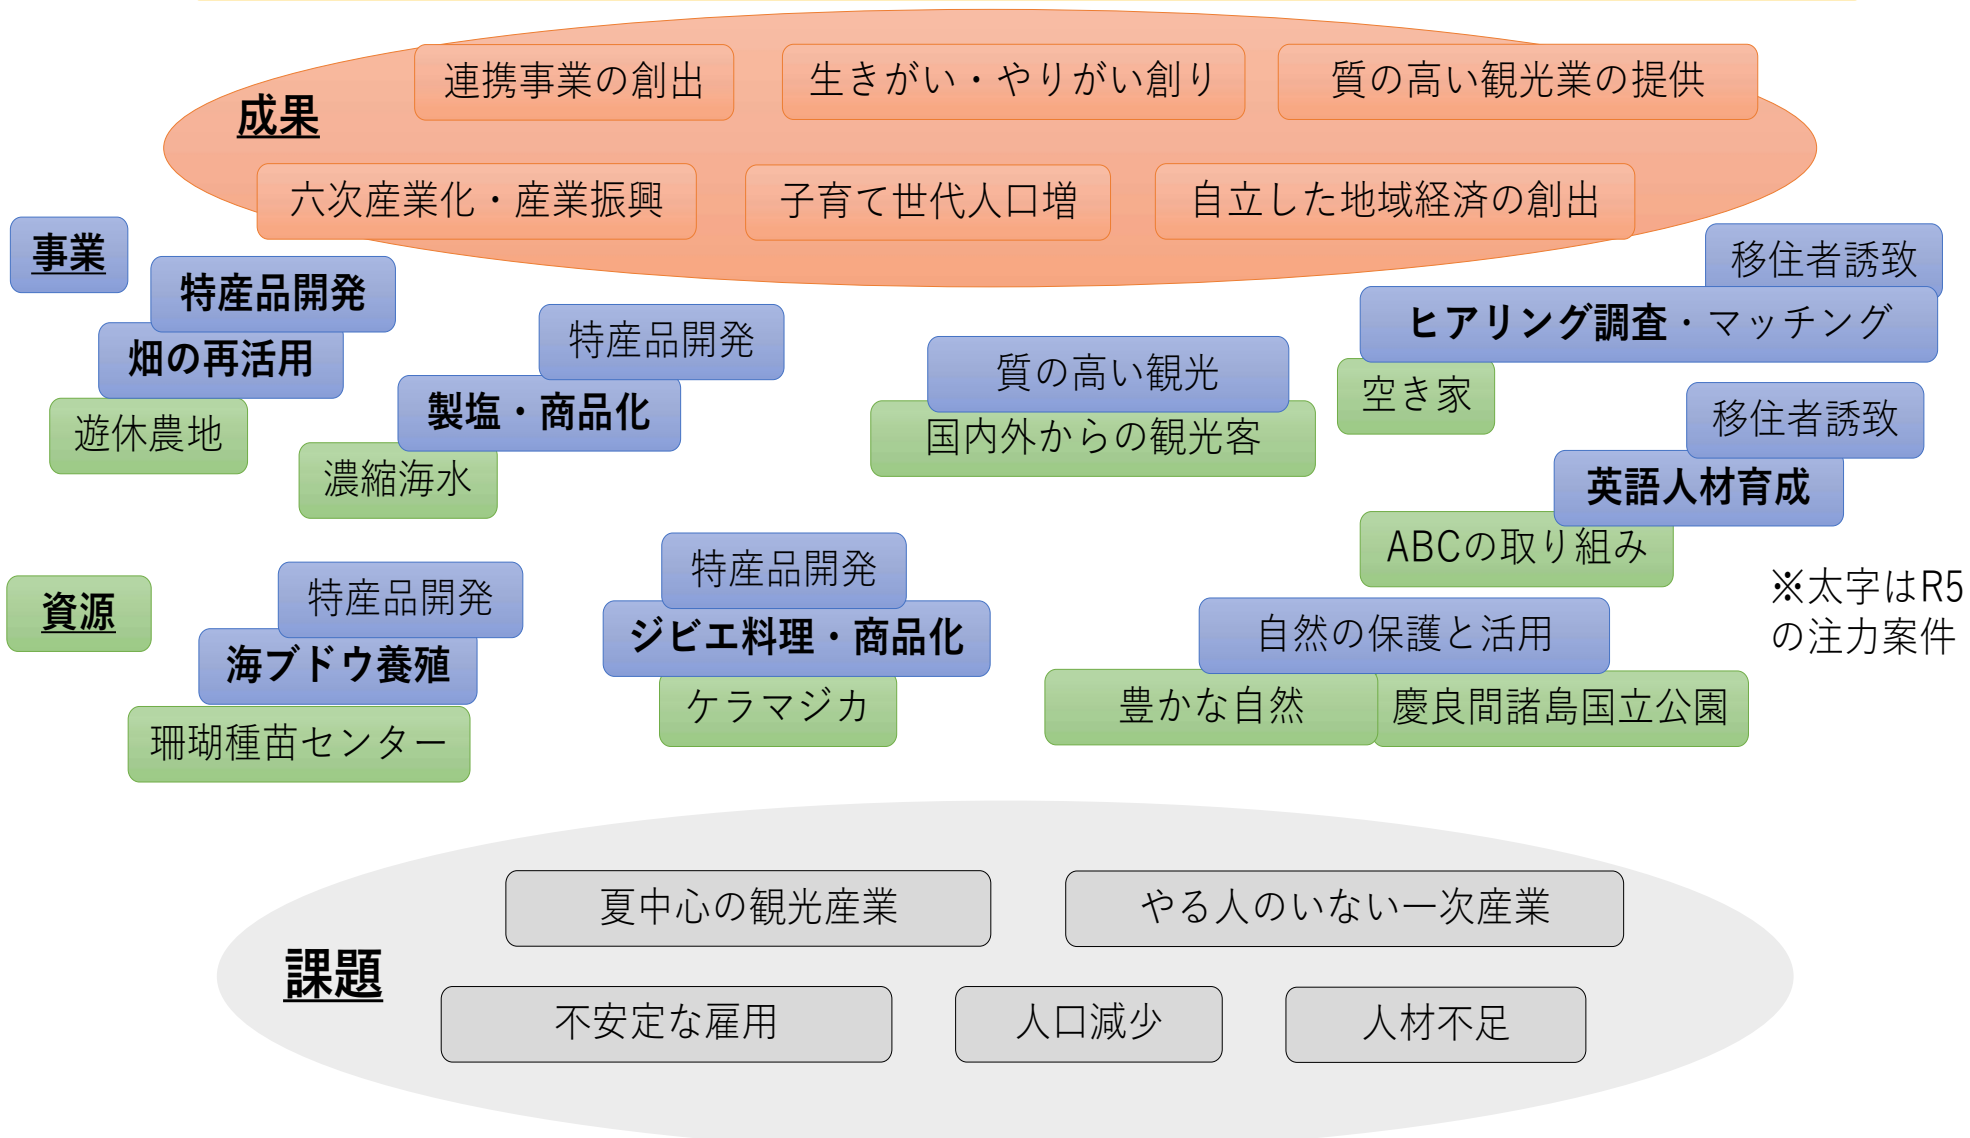 連携事業の創出
生きがい・やりがい創り
質の高い観光業の提供
成果
六次産業化・産業振興
子育て世代人口増
自立した地域経済の創出
事業
特産品開発
畑の再活用
遊休農地
特産品開発
製塩・商品化
濃縮海水
質の高い観光
国内外からの観光客
移住者誘致
ヒアリング調査・マッチング
空き家
移住者誘致
英語人材育成
ABCの取り組み
※太字はR5
の注力案件
資源
特産品開発
海ブドウ養殖
珊瑚種苗センター
特産品開発
ジビエ料理・商品化
ケラマジカ
自然の保護と活用
豊かな自然
慶良間諸島国立公園
課題
夏中心の観光産業
やる人のいない一次産業
不安定な雇用
人口減少
人材不足